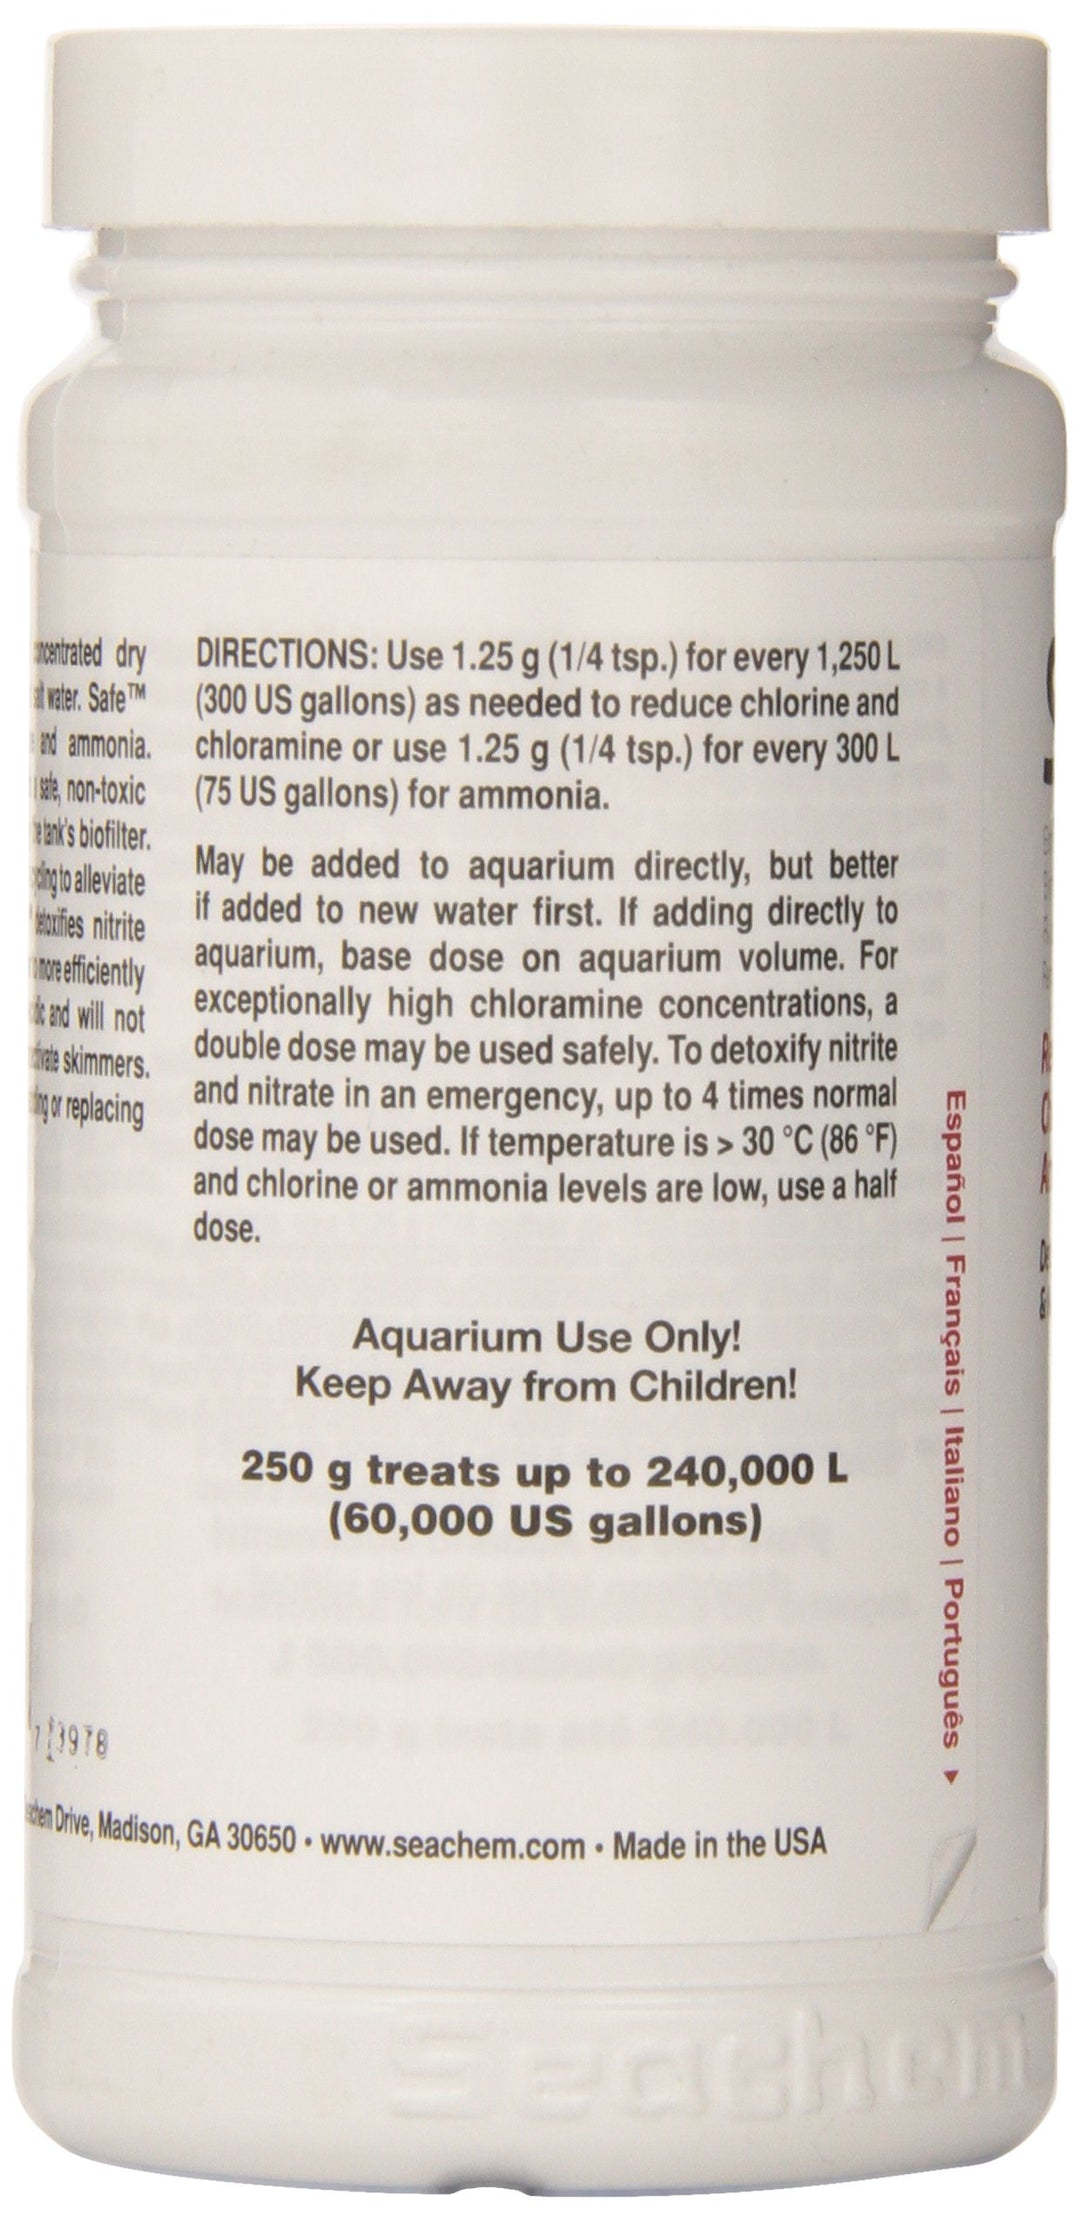 dry
water. Safe™
and ammonia.
safe, non-toxic
tank's biofilter.
to alleviate
detoxifies nitrite
more efficiently
and will not
skimmers.
or replacing
DIRECTIONS: Use 1.25 g (1/4 tsp.) for every 1,250 L
(300 US gallons) as needed to reduce chlorine and
chloramine or use 1.25 g (1/4 tsp.) for every 300 L
(75 US gallons) for ammonia.
May be added to aquarium directly, but better
if added to new water first. If adding directly to
aquarium, base dose on aquarium volume. For
exceptionally high chloramine concentrations, a
double dose may be used safely. To detoxify nitrite
and nitrate in an emergency, up to 4 times normal
dose may be used. If temperature is > 30 °C (86 °F)
and chlorine or ammonia levels are low, use a half
dose.
Aquarium Use Only!
Keep Away from Children!
250 g treats up to 240,000 L
(60,000 US gallons)
Drive, Madison, GA 30650 • www.seachem.com • Made in the USA
Español | Français | Italiano | Português
Seachem